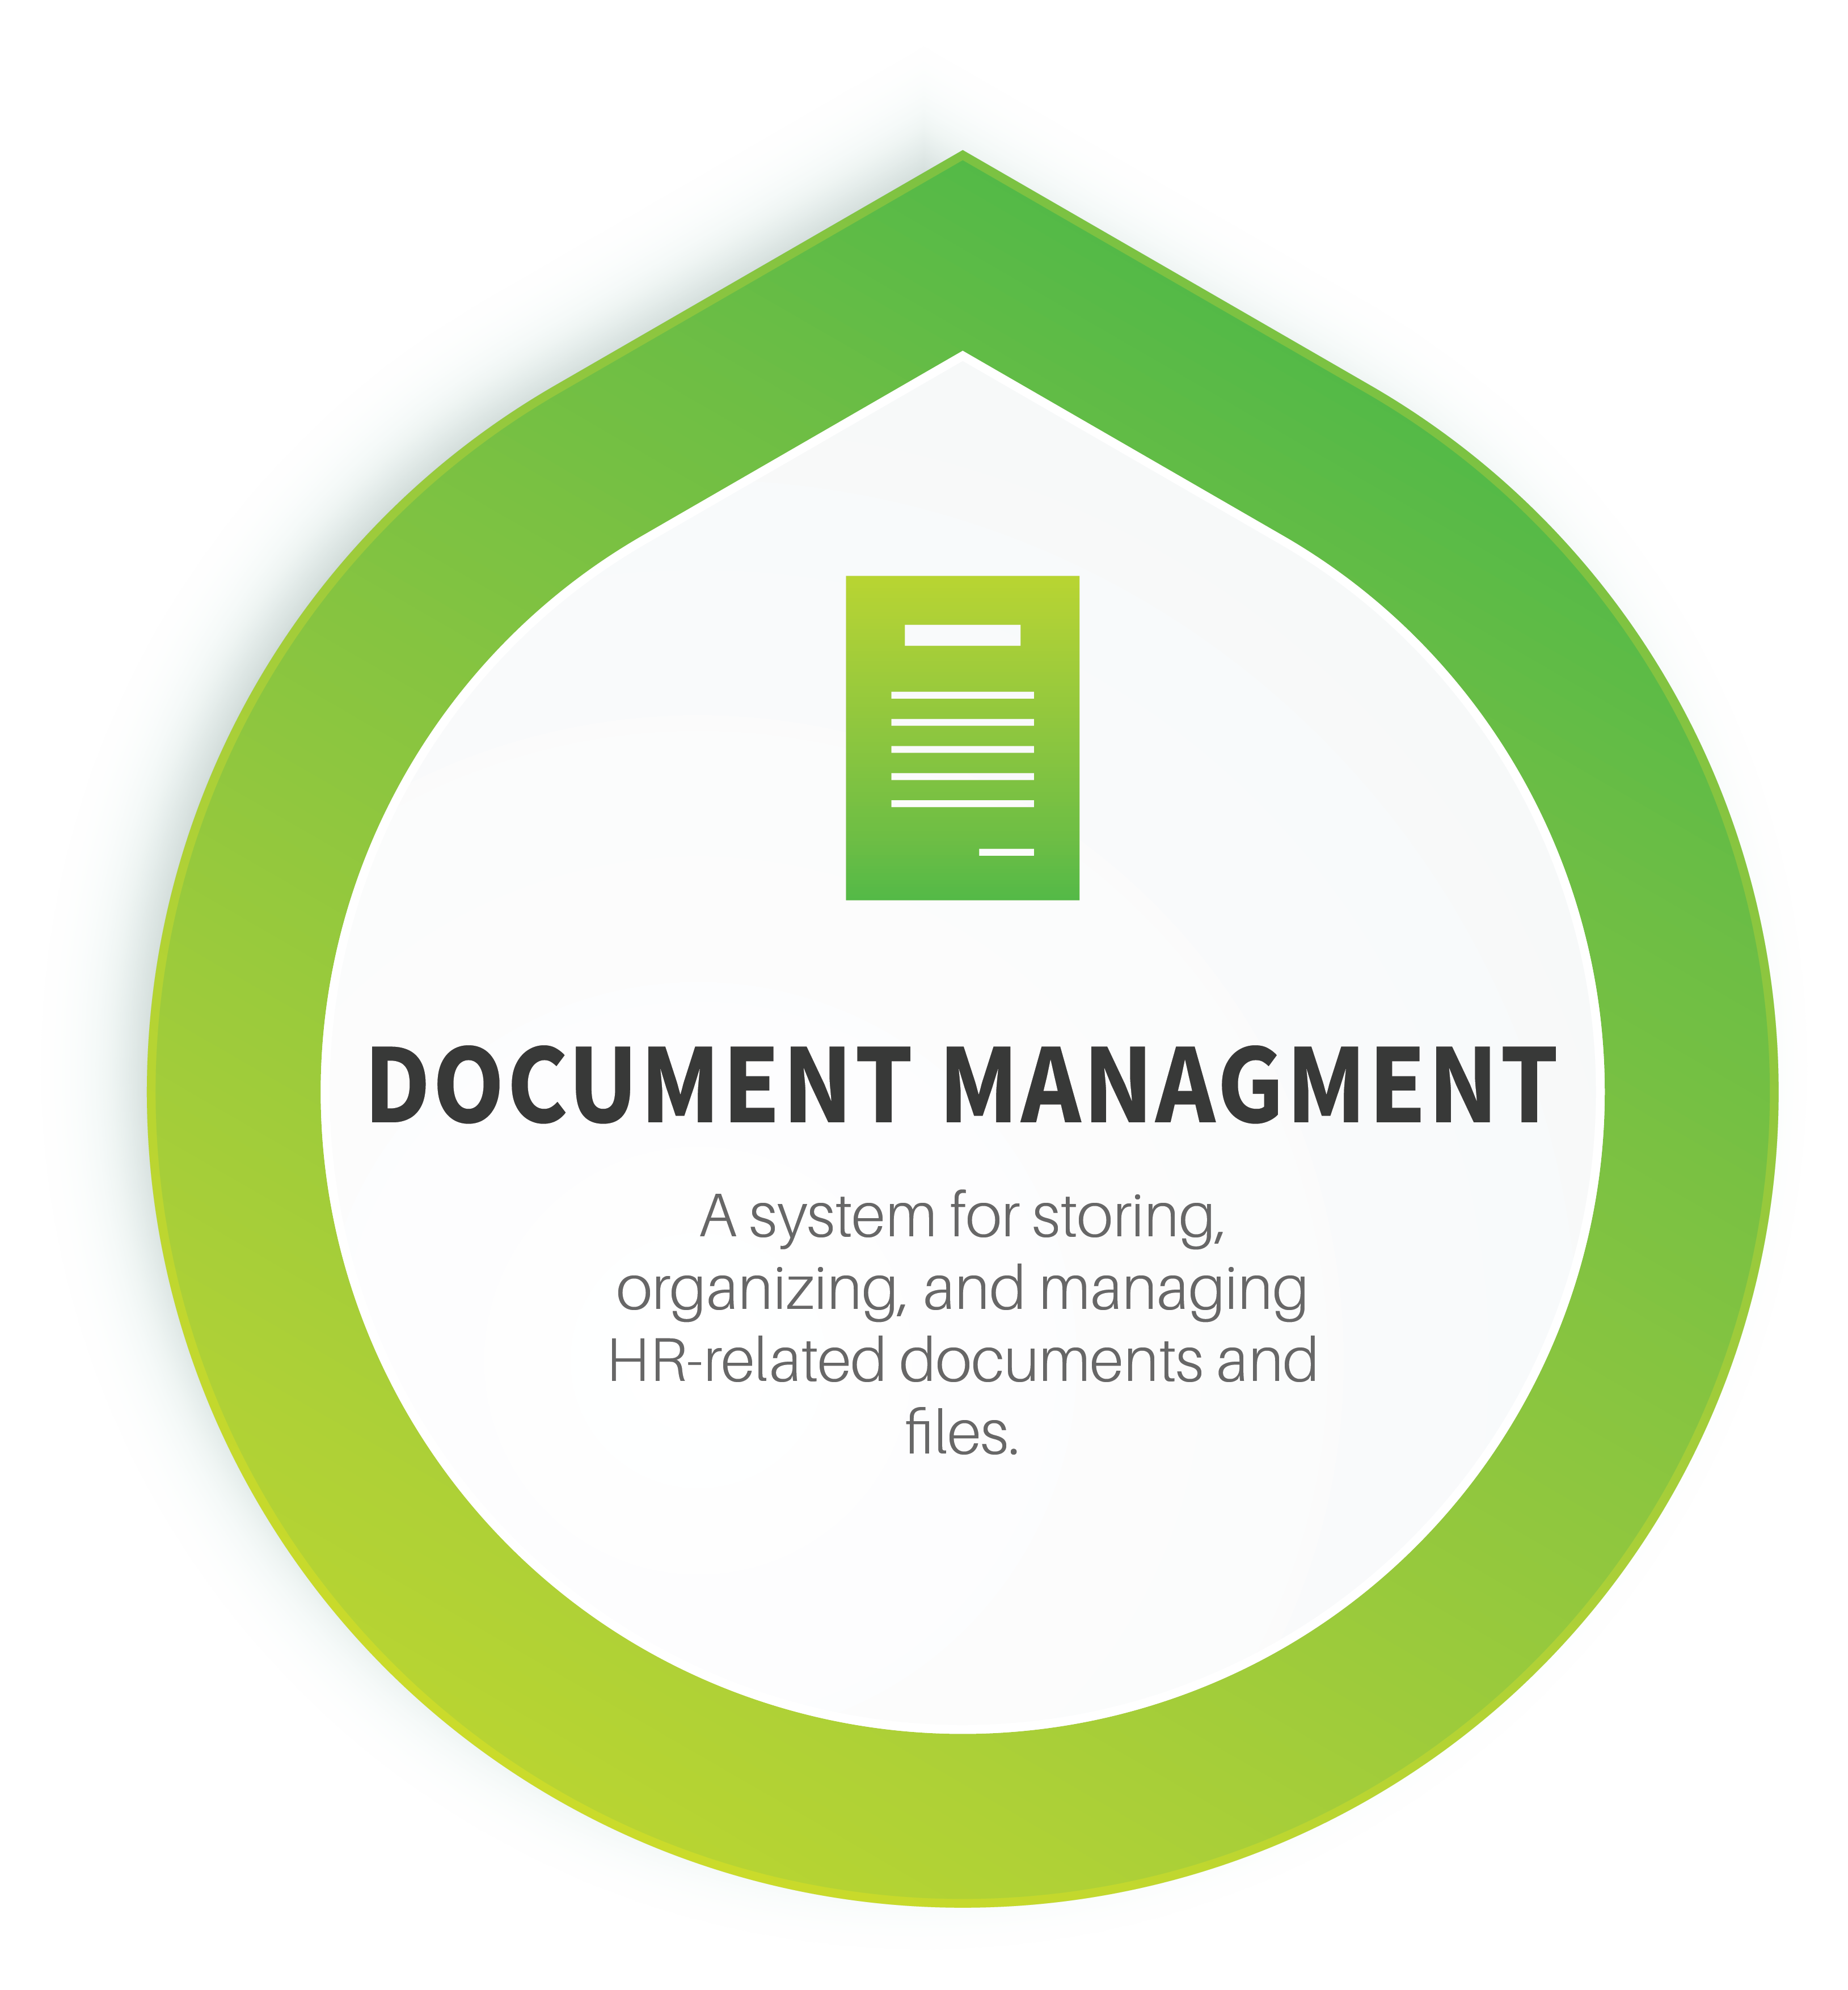 DOCUMENT MANAGMENT
A system for storing,
organizing, and managing
HR-related documents and
files.